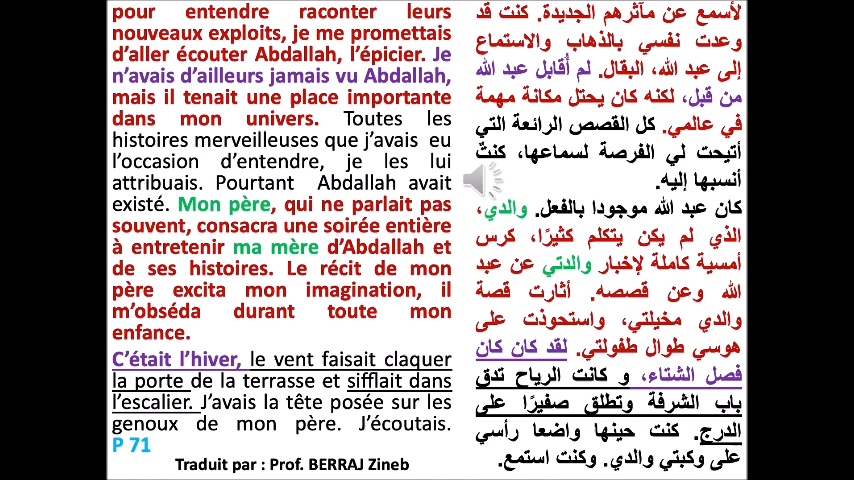 pour entendre raconter leurs
nouveaux exploits, je me promettais
d’aller écouter Abdallah, l’épicier. Je
n’avais d’ailleurs jamais vu Abdallah,
mais il tenait une place importante
dans mon univers. Toutes les
histoires merveilleuses que j’avais eu
l’occasion d’entendre, je les lui
attribuais. Pourtant Abdallah avait
existé. Mon père, qui ne parlait pas
souvent, consacra une soirée entière
à entretenir ma mère d’Abdallah et
de ses histoires. Le récit de mon
père excita mon imagination, il
m’obséda durant toute mon
enfance.
C’était l’hiver, le vent faisait claquer
la porte de la terrasse et sifflait dans
l’escalier. J’avais la tête posée sur les
genoux de mon père. J’écoutais.
P 71
Traduit par : Prof. BERRAJ Zineb
لأسمع عن مآثرهم الجديدة. كنت قد
وعدت نفسي بالذهاب والاستماع
إلى عبد الله، البقال. لم أُقابل عبد الله
من قبل، لكنه كان يحتل مكانة مهمة
في عالمي. كل القصص الرائعة التي
أتيحت لي الفرصة لسماعها، كنتُ
أنسبها إليه.
كان عبد الله موجودا بالفعل. والدي،
الذي لم يكن يتكلم كثيرًا، كرس
أمسية كاملة لإخبار والدتي عن عبد
الله وعن قصصه. أثارت قصة
والدي مخيلتي، واستحوذت على
هوسي طوال طفولتي. لقد كان كان
فصل الشتاء، و كانت الرياح تدق
باب الشرفة وتطلق صفيرًا على
الدرج. كنت حينها واضعا رأسي
على وكبتي والدي. وكنت استمع.